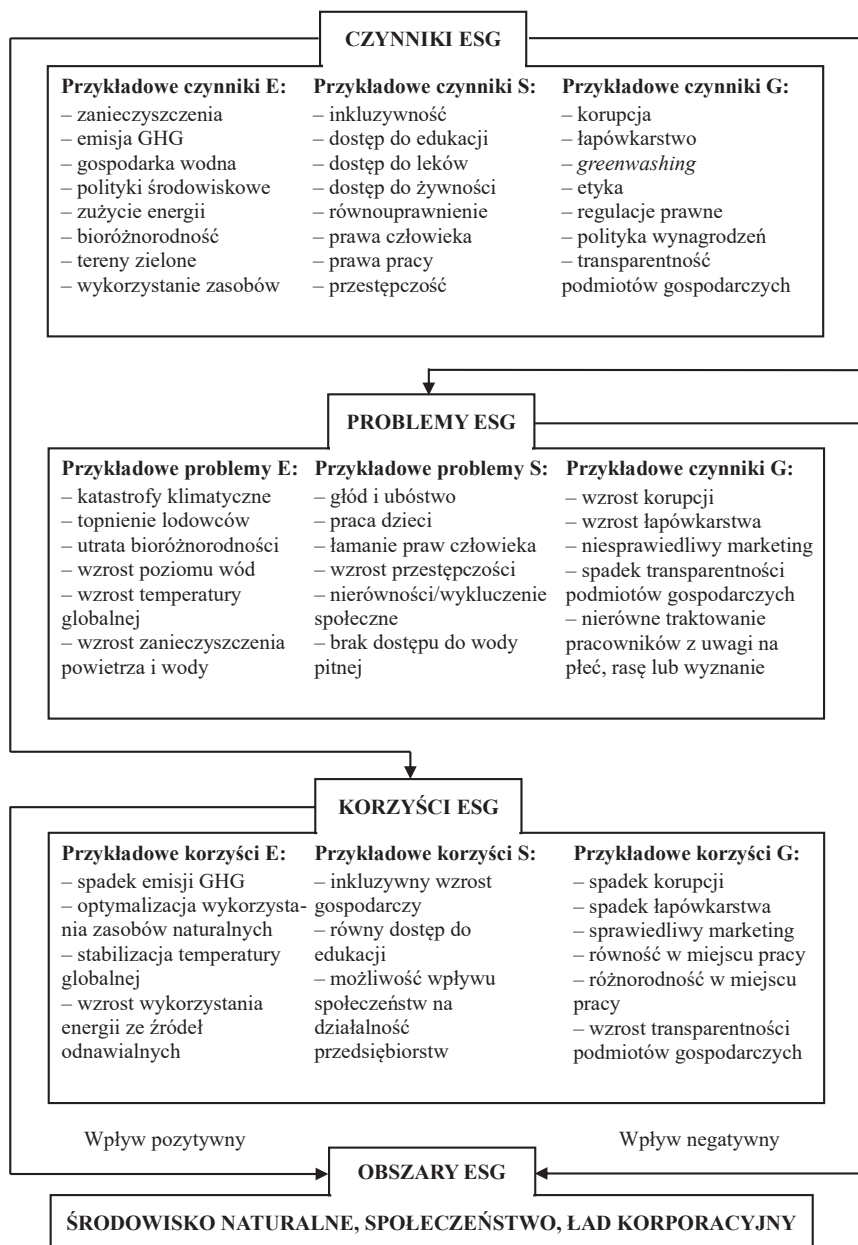 CZYNNIKI ESG
Przykładowe czynniki E:
– zanieczyszczenia
– emisja GHG
– gospodarka wodna
– polityki środowiskowe
– zużycie energii
– bioróżnorodność
– tereny zielone
– wykorzystanie zasobów
Przykładowe czynniki S:
– inkluzywność
– dostęp do edukacji
– dostęp do leków
– dostęp do żywności
– równouprawnienie
– prawa człowieka
– prawa pracy
– przestępczość
Przykładowe czynniki G:
– korupcja
– łapówkarstwo
– greenwashing
– etyka
– regulacje prawne
– polityka wynagrodzeń
– transparentność
podmiotów gospodarczych
PROBLEMY ESG
Przykładowe problemy E:
– katastrofy klimatyczne
– topnienie lodowców
– utrata bioróżnorodności
– wzrost poziomu wód
– wzrost temperatury
globalnej
– wzrost zanieczyszczenia
powietrza i wody
Przykładowe problemy S:
– głód i ubóstwo
– praca dzieci
– łamanie praw człowieka
– wzrost przestępczości
– nierówności/wykluczenie
społeczne
– brak dostępu do wody
pitnej
Przykładowe czynniki G:
– wzrost korupcji
– wzrost łapówkarstwa
– niesprawiedliwy marketing
– spadek transparentności
podmiotów gospodarczych
– nierówne traktowanie
pracowników z uwagi na
płeć, rasę lub wyznanie
KORZYŚCI ESG
Przykładowe korzyści E:
– spadek emisji GHG
– optymalizacja wykorzysta-
nia zasobów naturalnych
– stabilizacja temperatury
globalnej
– wzrost wykorzystania
energii ze źródeł
odnawialnych
Przykładowe korzyści S:
– inkluzywny wzrost
gospodarczy
– równy dostęp do
edukacji
– możliwość wpływu
społeczeństw na
działalność
przedsiębiorstw
Przykładowe korzyści G:
– spadek korupcji
– spadek łapówkarstwa
– sprawiedliwy marketing
– równość w miejscu pracy
– różnorodność w miejscu
pracy
– wzrost transparentności
podmiotów gospodarczych
Wpływ pozytywny
Wpływ negatywny
OBSZARY ESG
ŚRODOWISKO NATURALNE, SPOŁECZEŃSTWO, ŁAD KORPORACYJNY